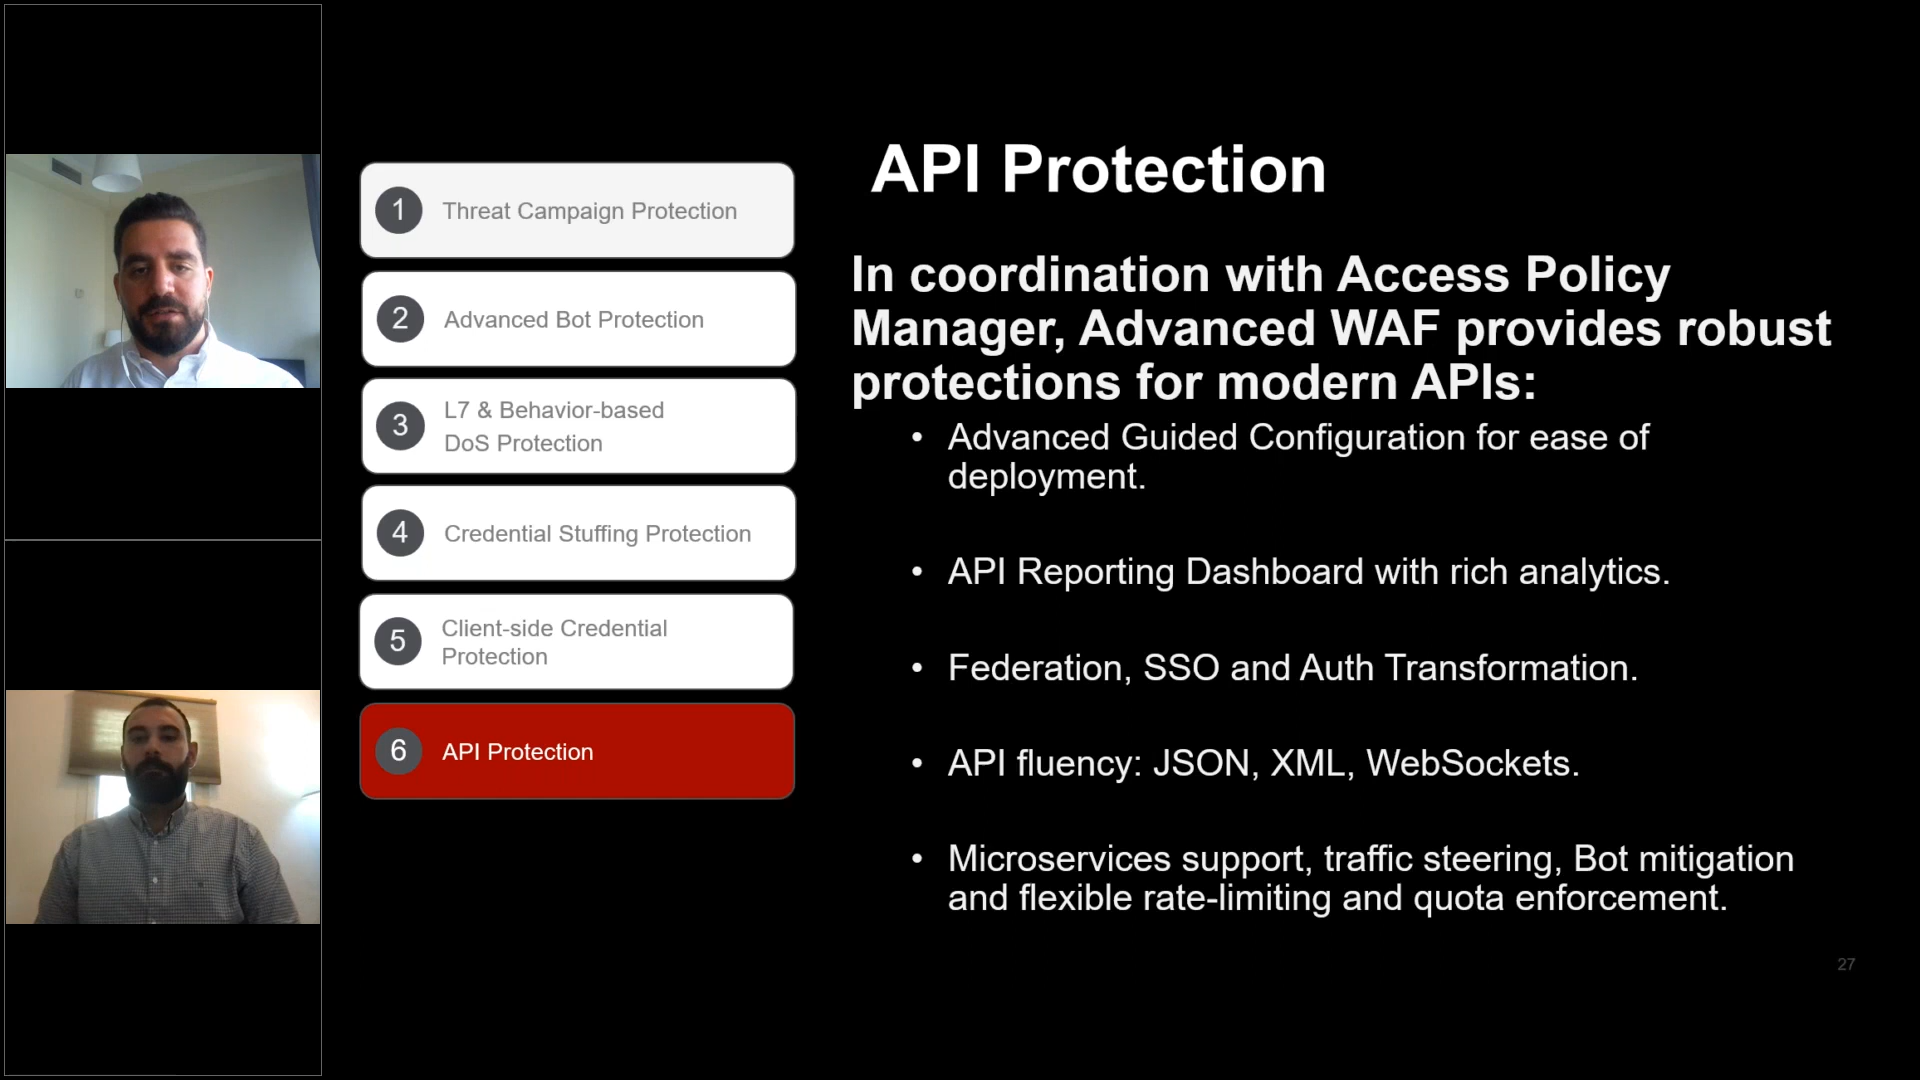 1
Threat Campaign Protection
2
Advanced Bot Protection
3
L7 & Behavior-based
DoS Protection
4
Credential Stuffing Protection
5
Client-side Credential
Protection
6
API Protection
API Protection
In coordination with Access Policy
Manager, Advanced WAF provides robust
protections for modern APIs:
• Advanced Guided Configuration for ease of
deployment.
• API Reporting Dashboard with rich analytics.
• Federation, SSO and Auth Transformation.
• API fluency: JSON, XML, WebSockets.
• Microservices support, traffic steering, Bot mitigation
and flexible rate-limiting and quota enforcement.
27